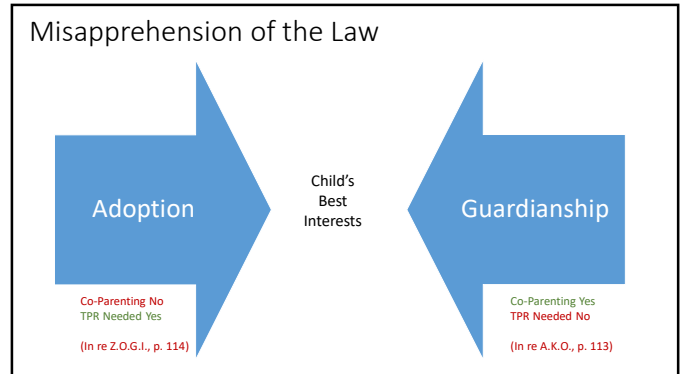 Misapprehension of the Law
Adoption
Child's
Best
Interests
Guardianship
Co-Parenting No
TPR Needed Yes
(In re Z.O.G.I., p. 114)
Co-Parenting Yes
TPR Needed No
(In re A.K.O., p. 113)